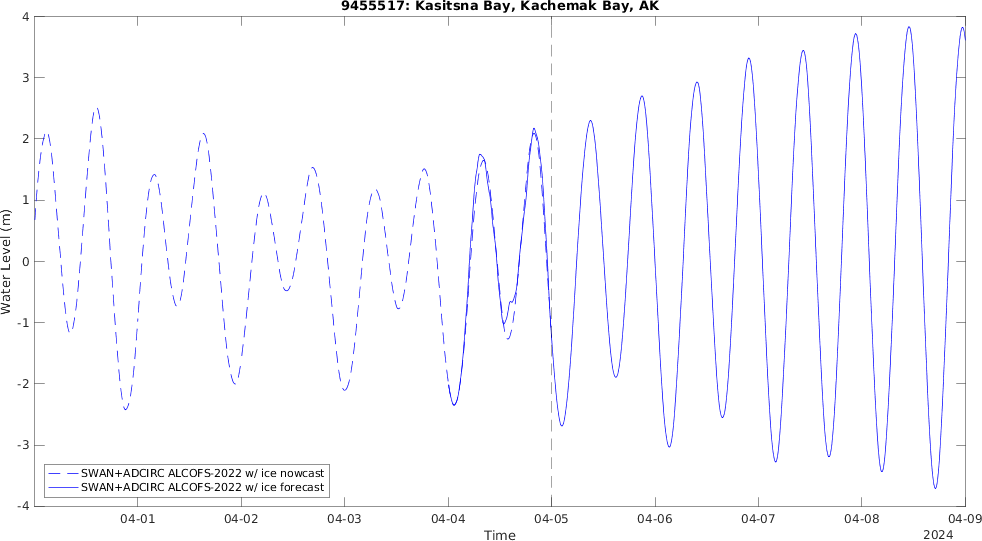 9455517: Kasitsna Bay, Kachemak Bay, AK
4
3
2
1
0
-1
-2
-3
-4
Water Level (m)
SWAN+ADCIRC ALCOFS-2022 w/ ice nowcast
SWAN+ADCIRC ALCOFS-2022 w/ ice forecast
04-01 04-02 04-03 04-04 04-05 04-06 04-07 04-08 04-09
Time
2024